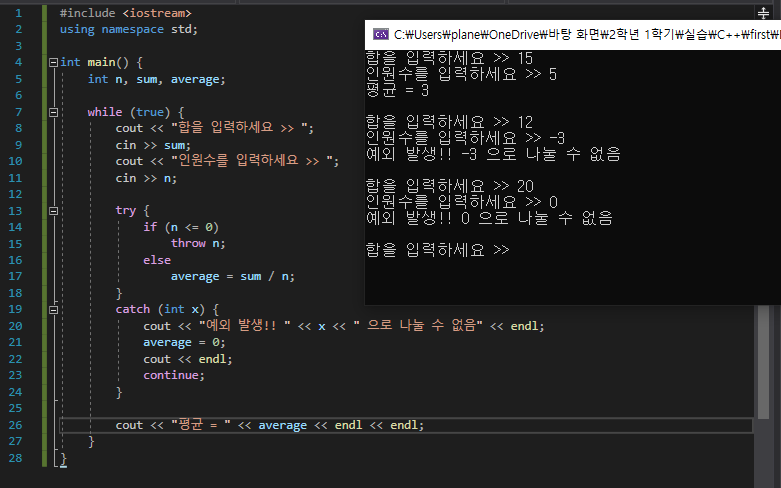 1 #include <iostream>
2 using namespace std;
3
4 int main() {
5 int n, sum, average;
6
7 while (true) {
8 cout << "합을 입력하세요 >> ";
9 cin >> sum;
10 cout << "인원수를 입력하세요 >> ";
11 cin >> n;
12
13 try {
14 if (n <= 0)
15 throw n;
16 else
17 average = sum / n;
18 }
19 catch (int x) {
20 cout << "예외 발생!! " << x << " 으로 나눌 수 없음" << endl;
21 average = 0;
22 cout << endl;
23 continue;
24 }
25
26 cout << "평균 = " << average << endl << endl;
27 }
28 }
C:\Users\plane\OneDrive\바탕 화면\2학년 1학기\실습\C++\first\
합을 입력하세요 >> 15
인원수를 입력하세요 >> 5
평균 = 3
합을 입력하세요 >> 12
인원수를 입력하세요 >> -3
예외 발생!! -3 으로 나눌 수 없음
합을 입력하세요 >> 20
인원수를 입력하세요 >> 0
예외 발생!! 0 으로 나눌 수 없음
합을 입력하세요 >>